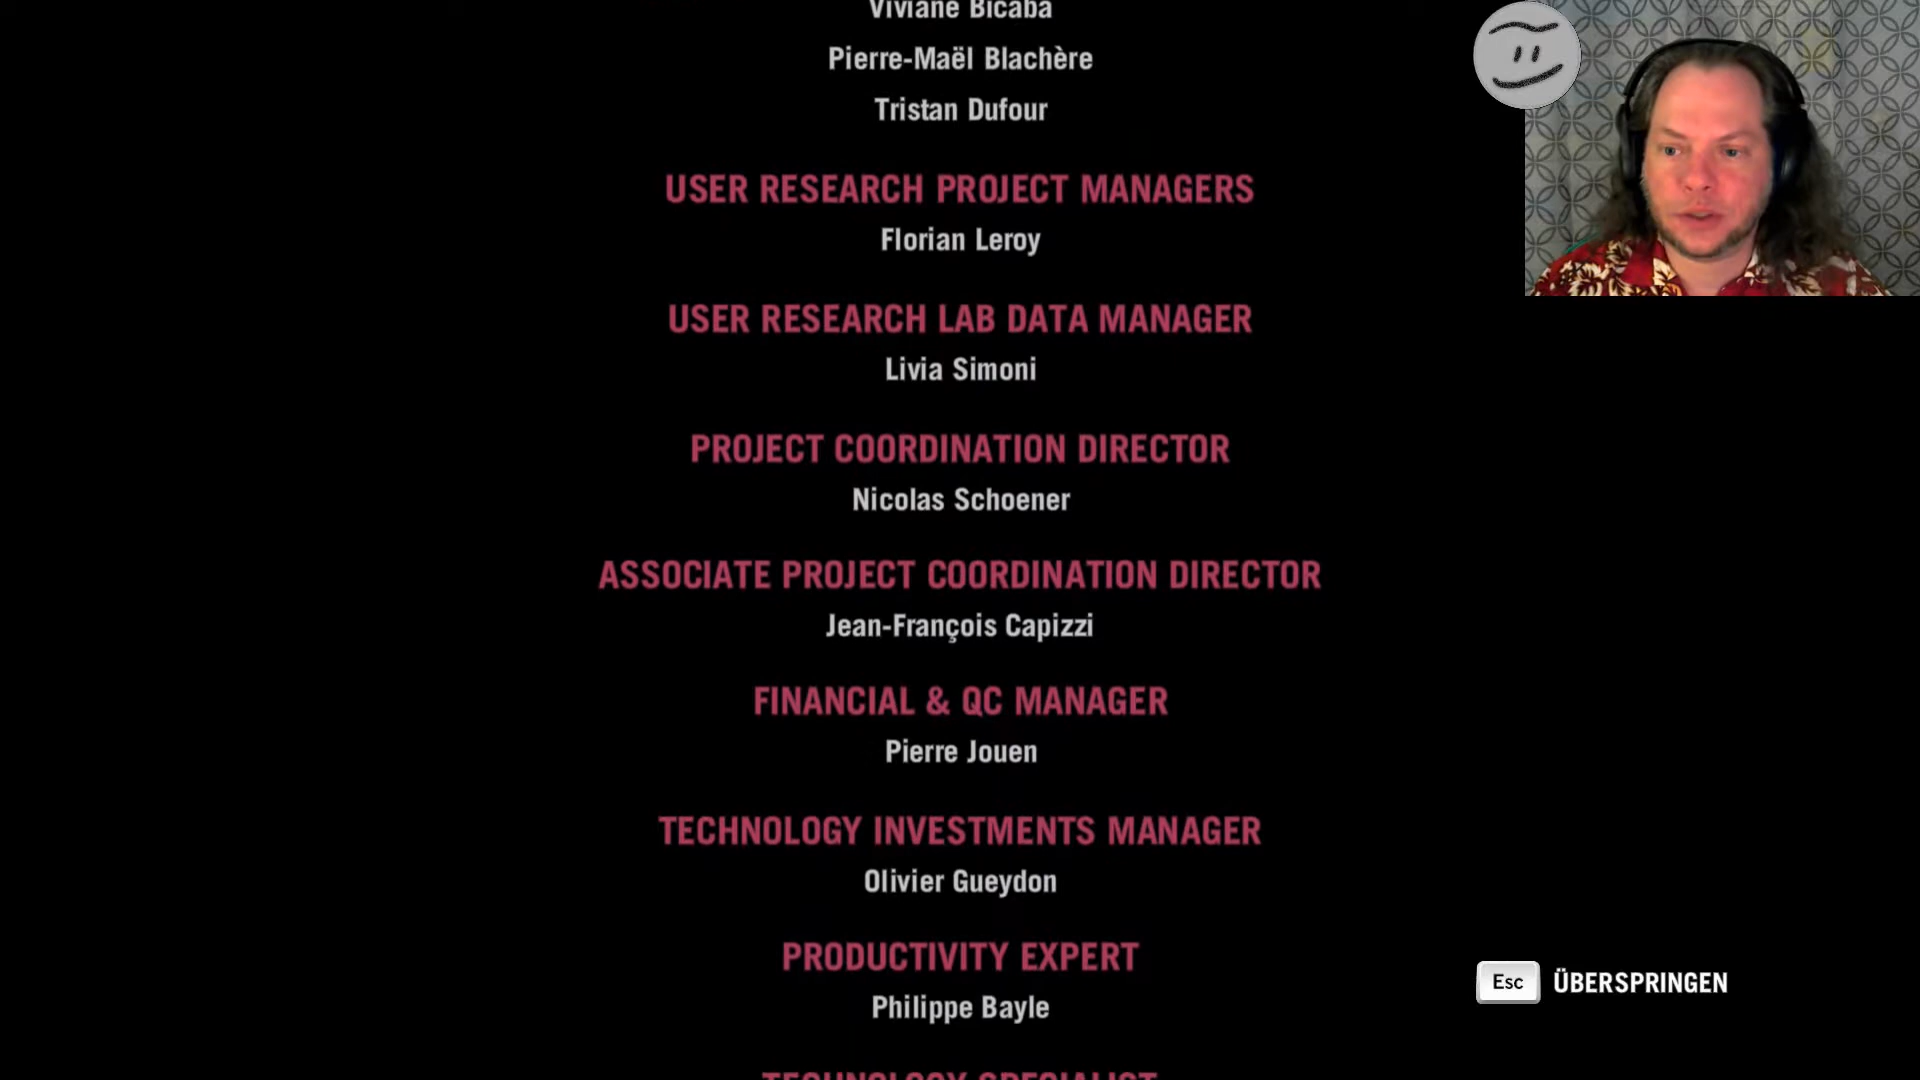 Viviane Bicaba
Pierre-Maël Blachère
Tristan Dufour
USER RESEARCH PROJECT MANAGERS
Florian Leroy
USER RESEARCH LAB DATA MANAGER
Livia Simoni
PROJECT COORDINATION DIRECTOR
Nicolas Schoener
ASSOCIATE PROJECT COORDINATION DIRECTOR
Jean-François Capizzi
FINANCIAL & QC MANAGER
Pierre Jouen
TECHNOLOGY INVESTMENTS MANAGER
Olivier Gueydon
PRODUCTIVITY EXPERT
Philippe Bayle
Esc ÜBERSPRINGEN
TECHNOLOGY SPECIALIST